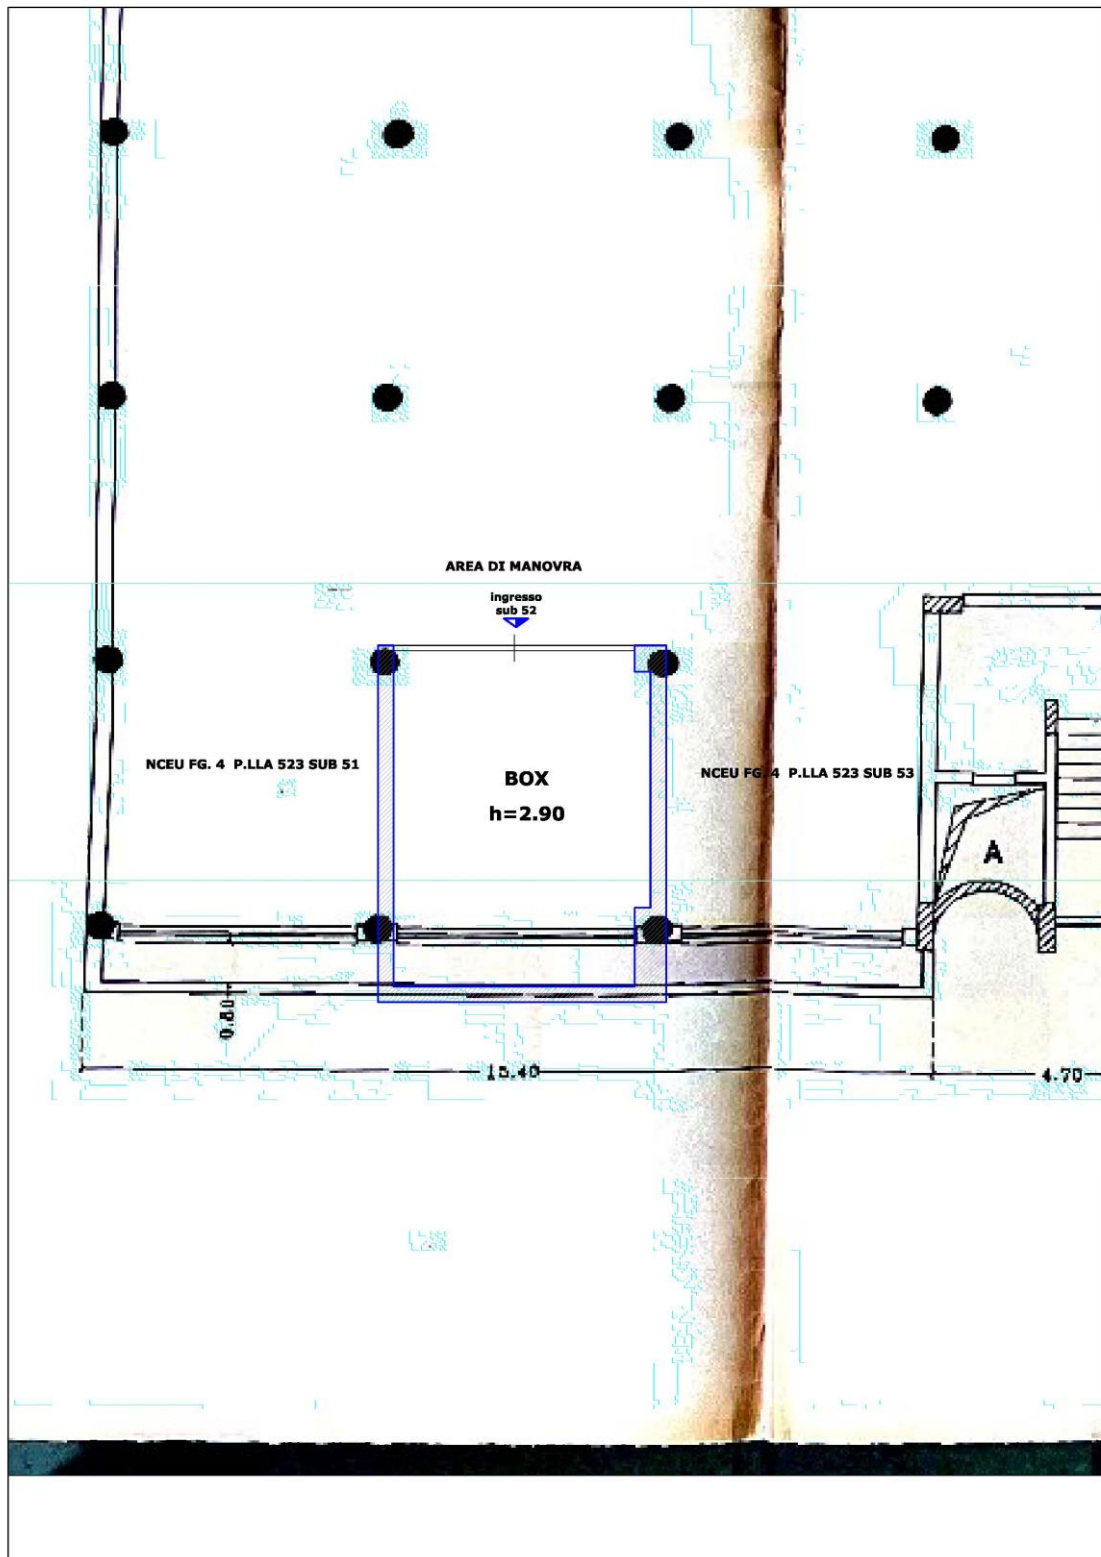 AREA DI MANOVRA
ingresso
sub 52
NCEU FG. 4 P.LLA 523 SUB 51
BOX
NCEU FG. 4 P.LLA 523 SUB 53
h=2.90
A
0.80
15.40
4.70